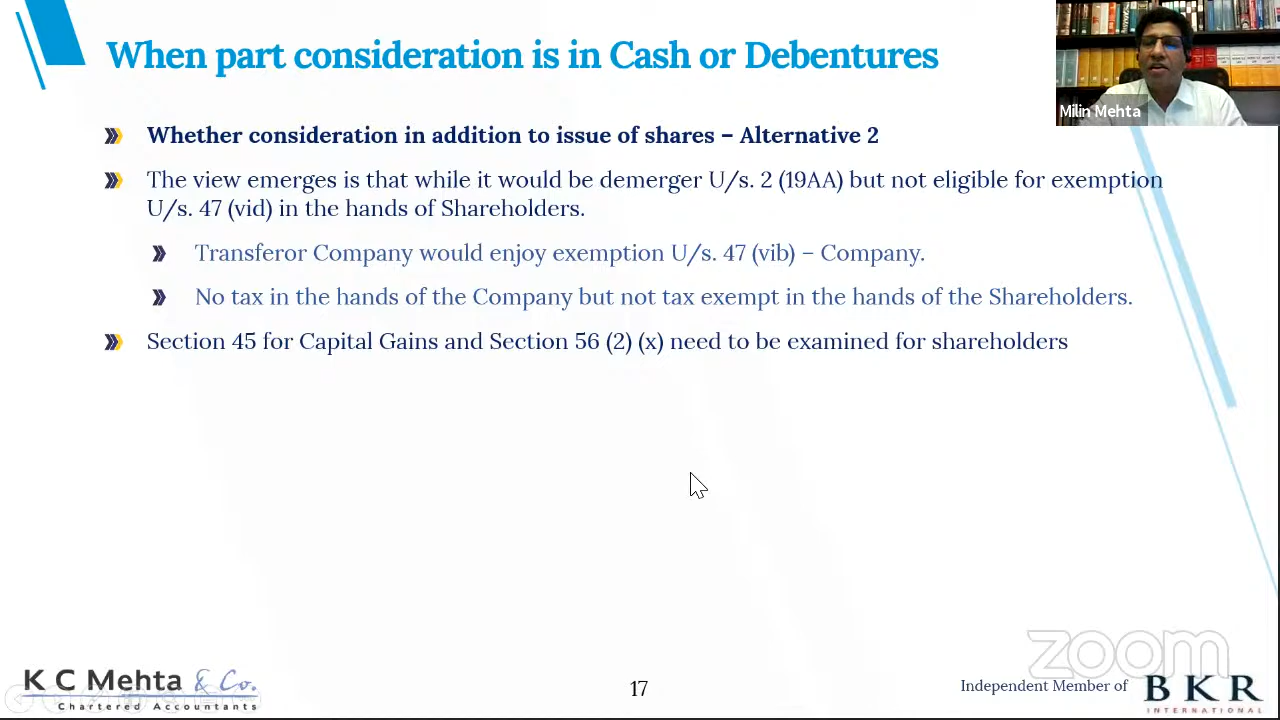 When part consideration is in Cash or Debentures
Milin Mehta
Whether consideration in addition to issue of shares – Alternative 2
The view emerges is that while it would be demerger U/s. 2 (19AA) but not eligible for exemption
U/s. 47 (vid) in the hands of Shareholders.
Transferor Company would enjoy exemption U/s. 47 (vib) – Company.
No tax in the hands of the Company but not tax exempt in the hands of the Shareholders.
Section 45 for Capital Gains and Section 56 (2) (x) need to be examined for shareholders
zoom
K C Mehta & Co.
Chartered Accountants
17
Independent Member of
BKR
INTERNATIONAL